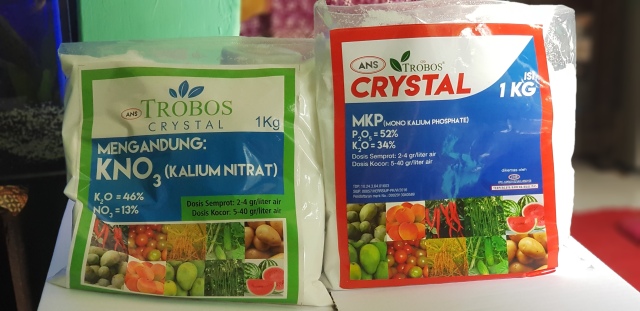 ANS
TROBOS
CRYSTAL
1Kg
MENGANDUNG:
KNO3 (KALIUM NITRAT)
K2O = 46%
NO3 = 13%
Dosis Semprot: 2-4 gr/liter air
Dosis Kocor: 5-40 gr/liter air
ANS
TROBOS
CRYSTAL
ISI
1 KG
MKP (MONO KALIUM PHOSPHATE)
P2O5 = 52%
K2O = 34%
Dosis Semprot: 2-4 gr/liter air
Dosis Kocor: 5-40 gr/liter air